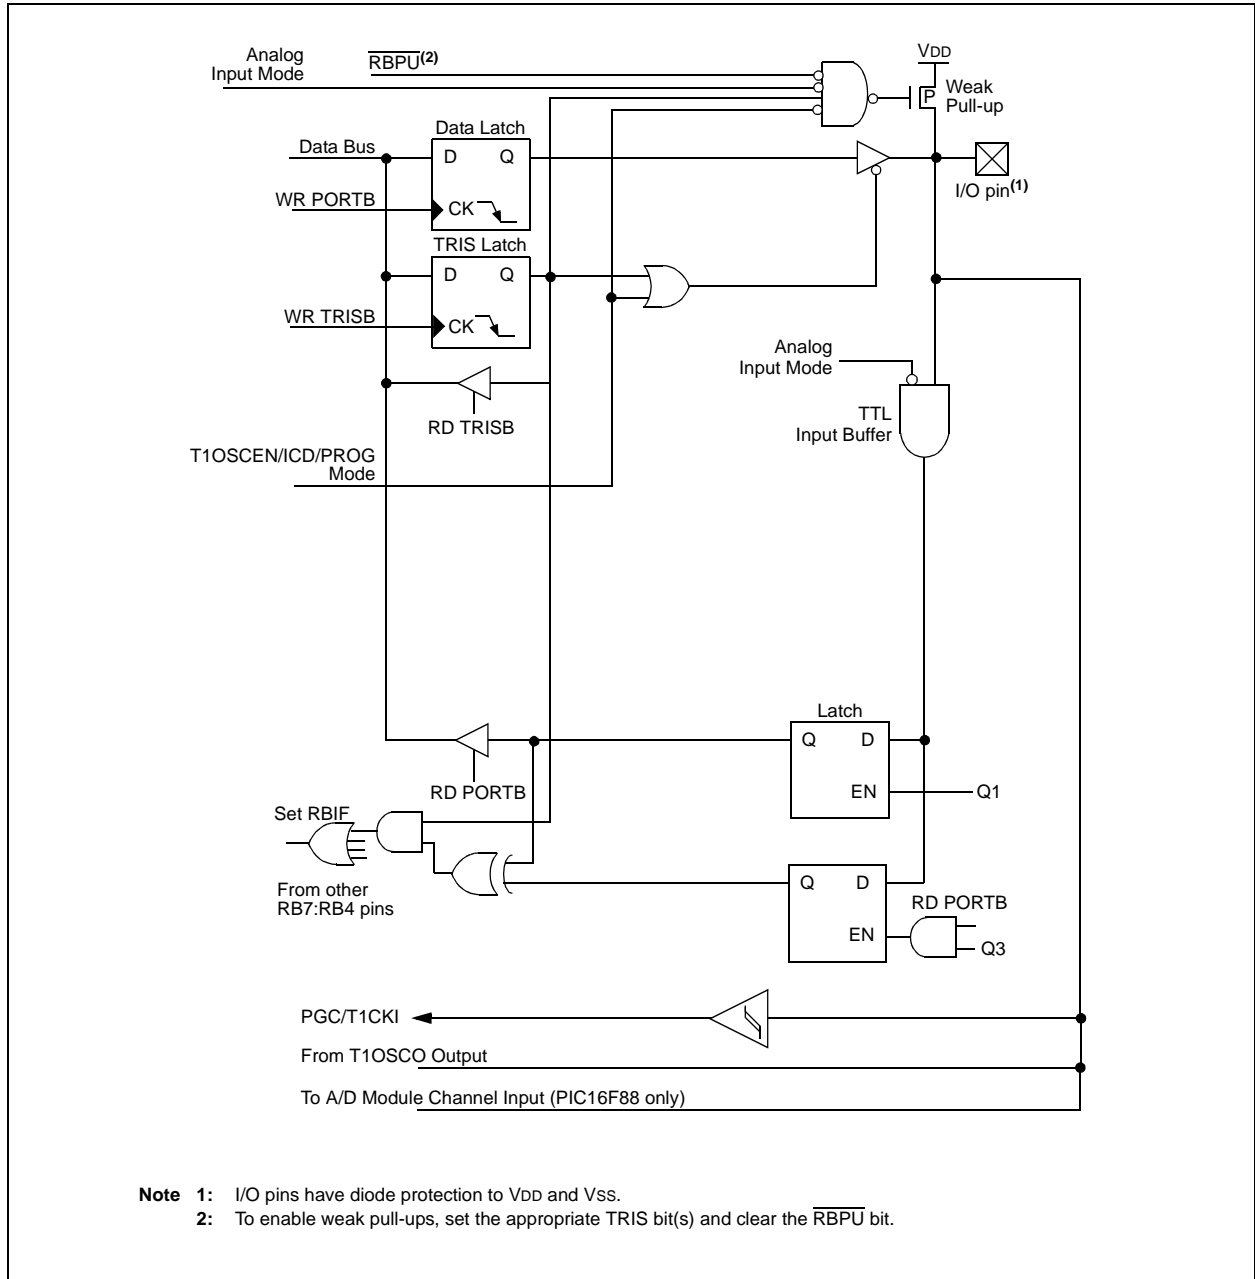 Analog
Input Mode
RBPU(2)
VDD
P
Weak
Pull-up
Data Bus
Data Latch
D
Q
WR PORTB
CK
I/O pin(1)
TRIS Latch
D
Q
WR TRISB
CK
RD TRISB
Analog
Input Mode
TTL
Input Buffer
T1OSCEN/ICD/PROG
Mode
Latch
Q
D
EN
Q1
RD PORTB
Set RBIF
From other
RB7:RB4 pins
Q
D
EN
RD PORTB
Q3
PGC/T1CKI
From T1OSCO Output
To A/D Module Channel Input (PIC16F88 only)
Note 1: I/O pins have diode protection to VDD and VSS.
2: To enable weak pull-ups, set the appropriate TRIS bit(s) and clear the RBPU bit.